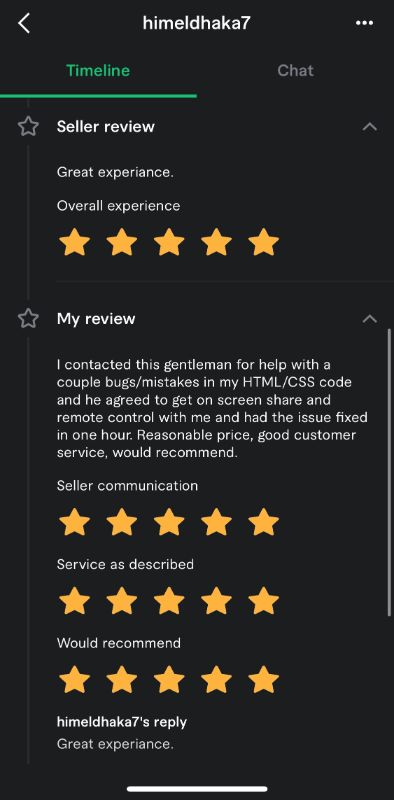 himeldhaka7
Timeline
Chat
Seller review
Great experiance.
Overall experience
My review
I contacted this gentleman for help with a
couple bugs/mistakes in my HTML/CSS code
and he agreed to get on screen share and
remote control with me and had the issue fixed
in one hour. Reasonable price, good customer
service, would recommend.
Seller communication
Service as described
Would recommend
himeldhaka7's reply
Great experiance.